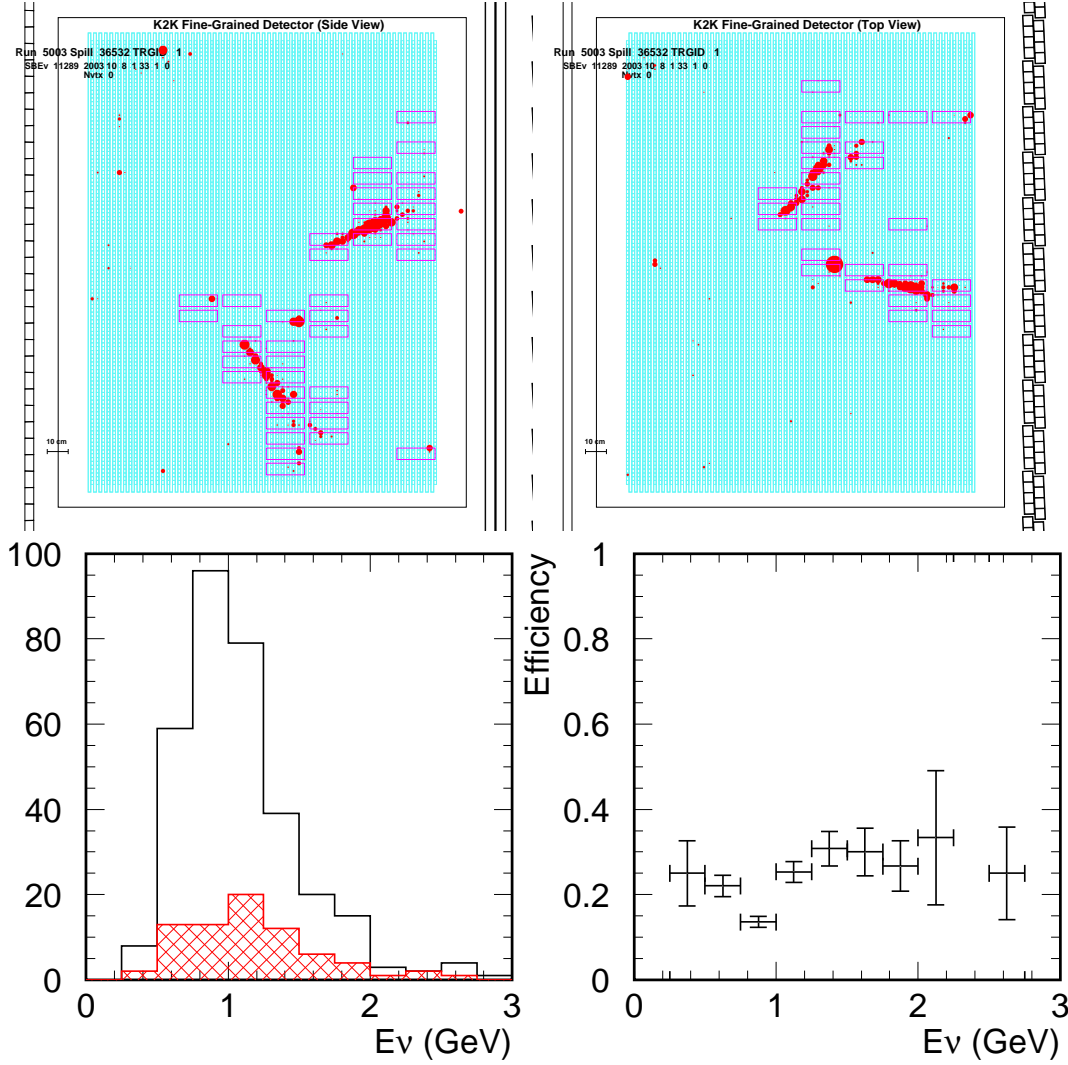 K2K Fine-Grained Detector (Side View)
Run 5003 Spill 36532 TRGID 1
SBEv 11289 2003 10 8 1 33 1 0
Nvtx 0
10 cm
K2K Fine-Grained Detector (Top View)
Run 5003 Spill 36532 TRGID 1
SBEv 11289 2003 10 8 1 33 1 0
Nvtx 0
10 cm
100
80
60
40
20
0
0 1 2 3
Eν (GeV)
Efficiency
1
0.8
0.6
0.4
0.2
0
0 1 2 3
Eν (GeV)